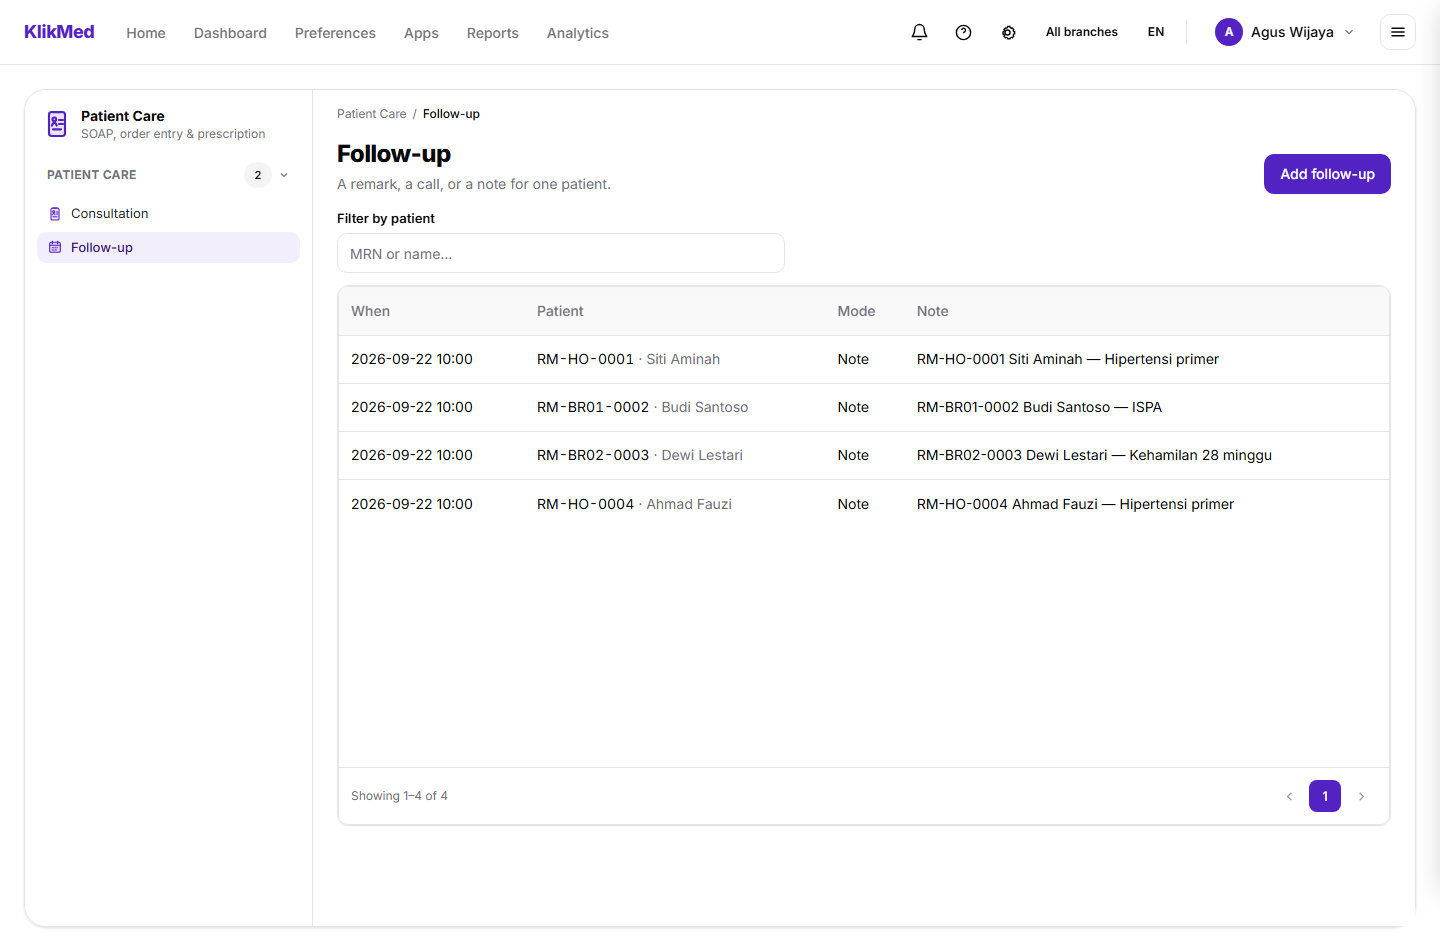 KlikMed Home Dashboard Preferences Apps Reports Analytics All branches EN A Agus Wijaya
Patient Care
SOAP, order entry & prescription
PATIENT CARE 2
Consultation
Follow-up
Patient Care / Follow-up
Follow-up
A remark, a call, or a note for one patient.
Add follow-up
Filter by patient
MRN or name...
When Patient Mode Note
2026-09-22 10:00 RM-HO-0001 · Siti Aminah Note RM-HO-0001 Siti Aminah — Hipertensi primer
2026-09-22 10:00 RM-BR01-0002 · Budi Santoso Note RM-BR01-0002 Budi Santoso — ISPA
2026-09-22 10:00 RM-BR02-0003 · Dewi Lestari Note RM-BR02-0003 Dewi Lestari — Kehamilan 28 minggu
2026-09-22 10:00 RM-HO-0004 · Ahmad Fauzi Note RM-HO-0004 Ahmad Fauzi — Hipertensi primer
Showing 1–4 of 4 1